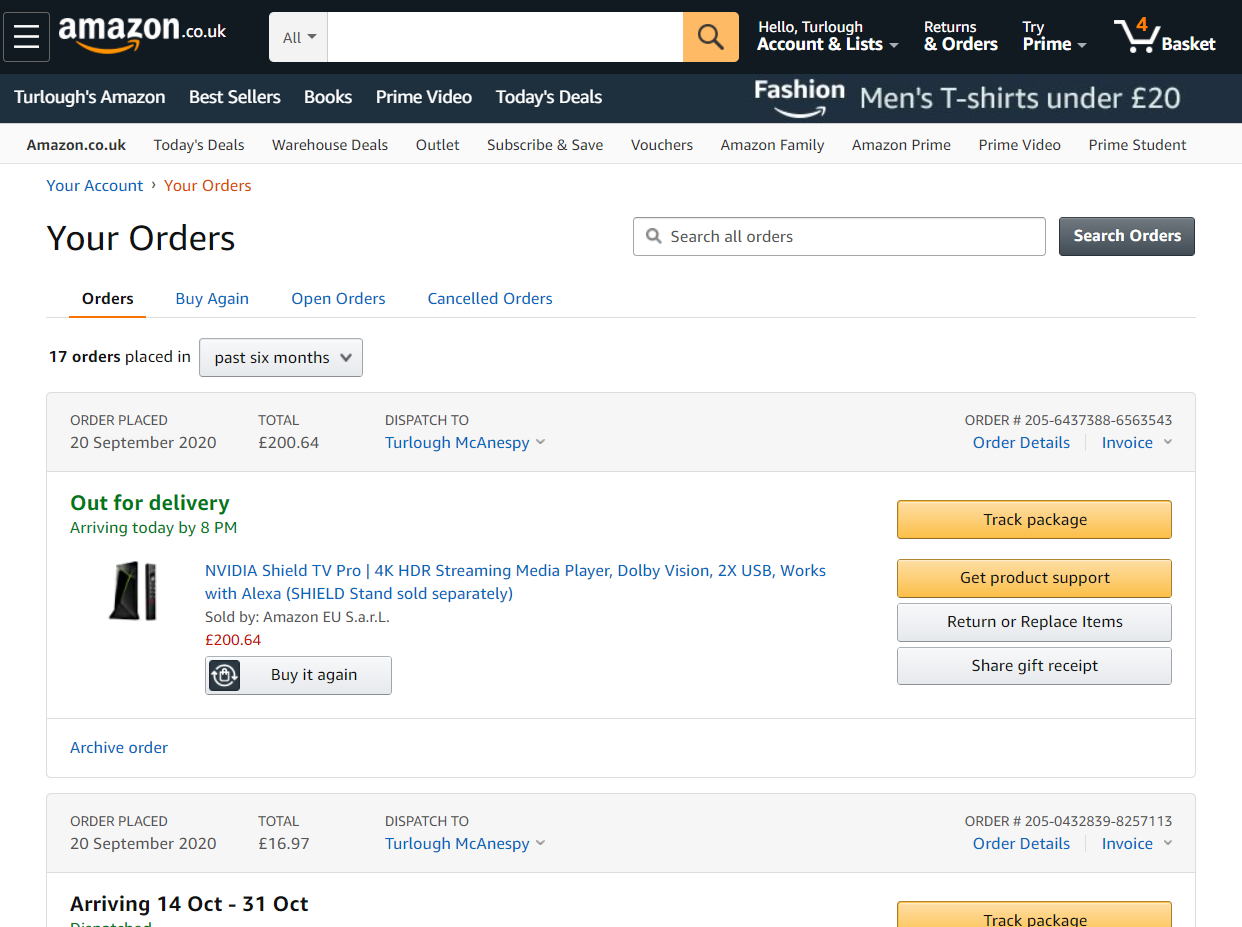 amazon.co.uk
All
Hello, Turlough
Account & Lists
Returns
& Orders
Try
Prime
4
Basket
Turlough's Amazon Best Sellers Books Prime Video Today's Deals
Fashion Men's T-shirts under £20
Amazon.co.uk Today's Deals Warehouse Deals Outlet Subscribe & Save Vouchers Amazon Family Amazon Prime Prime Video Prime Student
Your Account › Your Orders
Your Orders
Search all orders
Search Orders
Orders Buy Again Open Orders Cancelled Orders
17 orders placed in past six months
ORDER PLACED TOTAL DISPATCH TO ORDER # 205-6437388-6563543
20 September 2020 £200.64 Turlough McAnespy Order Details Invoice
Out for delivery
Arriving today by 8 PM
Track package
NVIDIA Shield TV Pro | 4K HDR Streaming Media Player, Dolby Vision, 2X USB, Works
with Alexa (SHIELD Stand sold separately)
Sold by: Amazon EU S.a.r.L.
£200.64
Buy it again
Get product support
Return or Replace Items
Share gift receipt
Archive order
ORDER PLACED TOTAL DISPATCH TO ORDER # 205-0432839-8257113
20 September 2020 £16.97 Turlough McAnespy Order Details Invoice
Arriving 14 Oct - 31 Oct
Dispatched
Track package